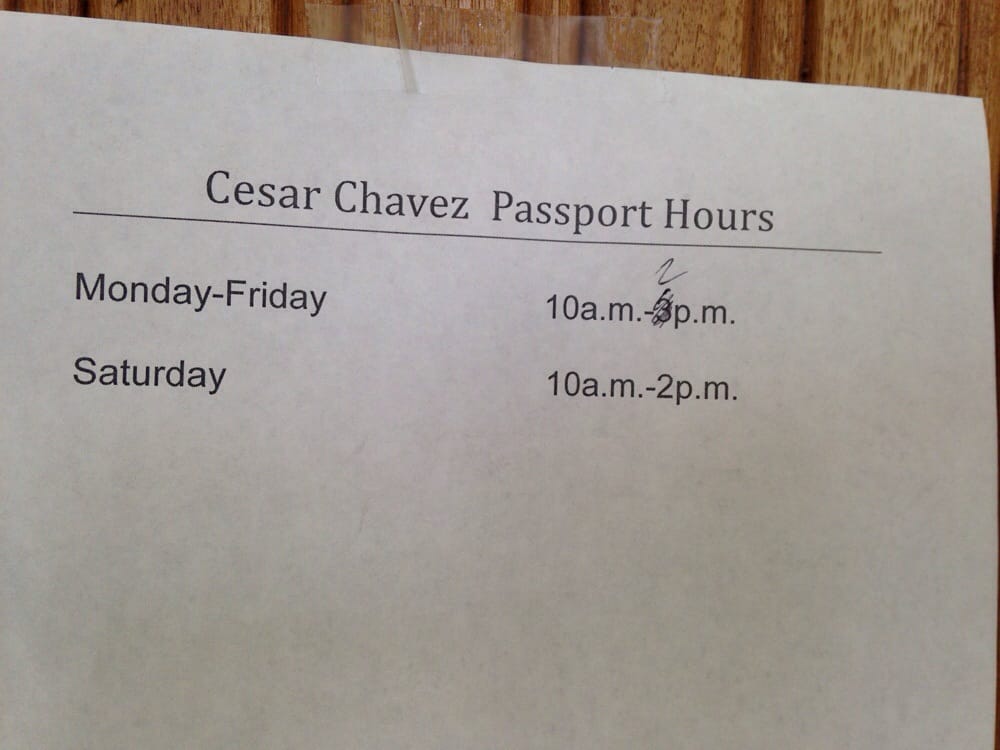 Cesar Chavez Passport Hours
2
Monday-Friday 10a.m.-3p.m.
Saturday 10a.m.-2p.m.